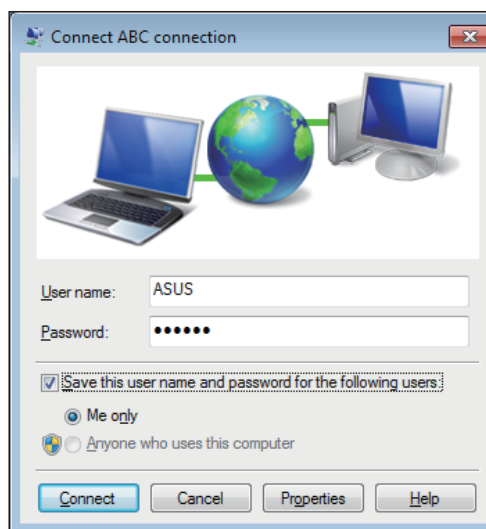 Connect ABC connection
User name: ASUS
Password: ••••••
Save this user name and password for the following users:
Me only
Anyone who uses this computer
Connect Cancel Properties Help